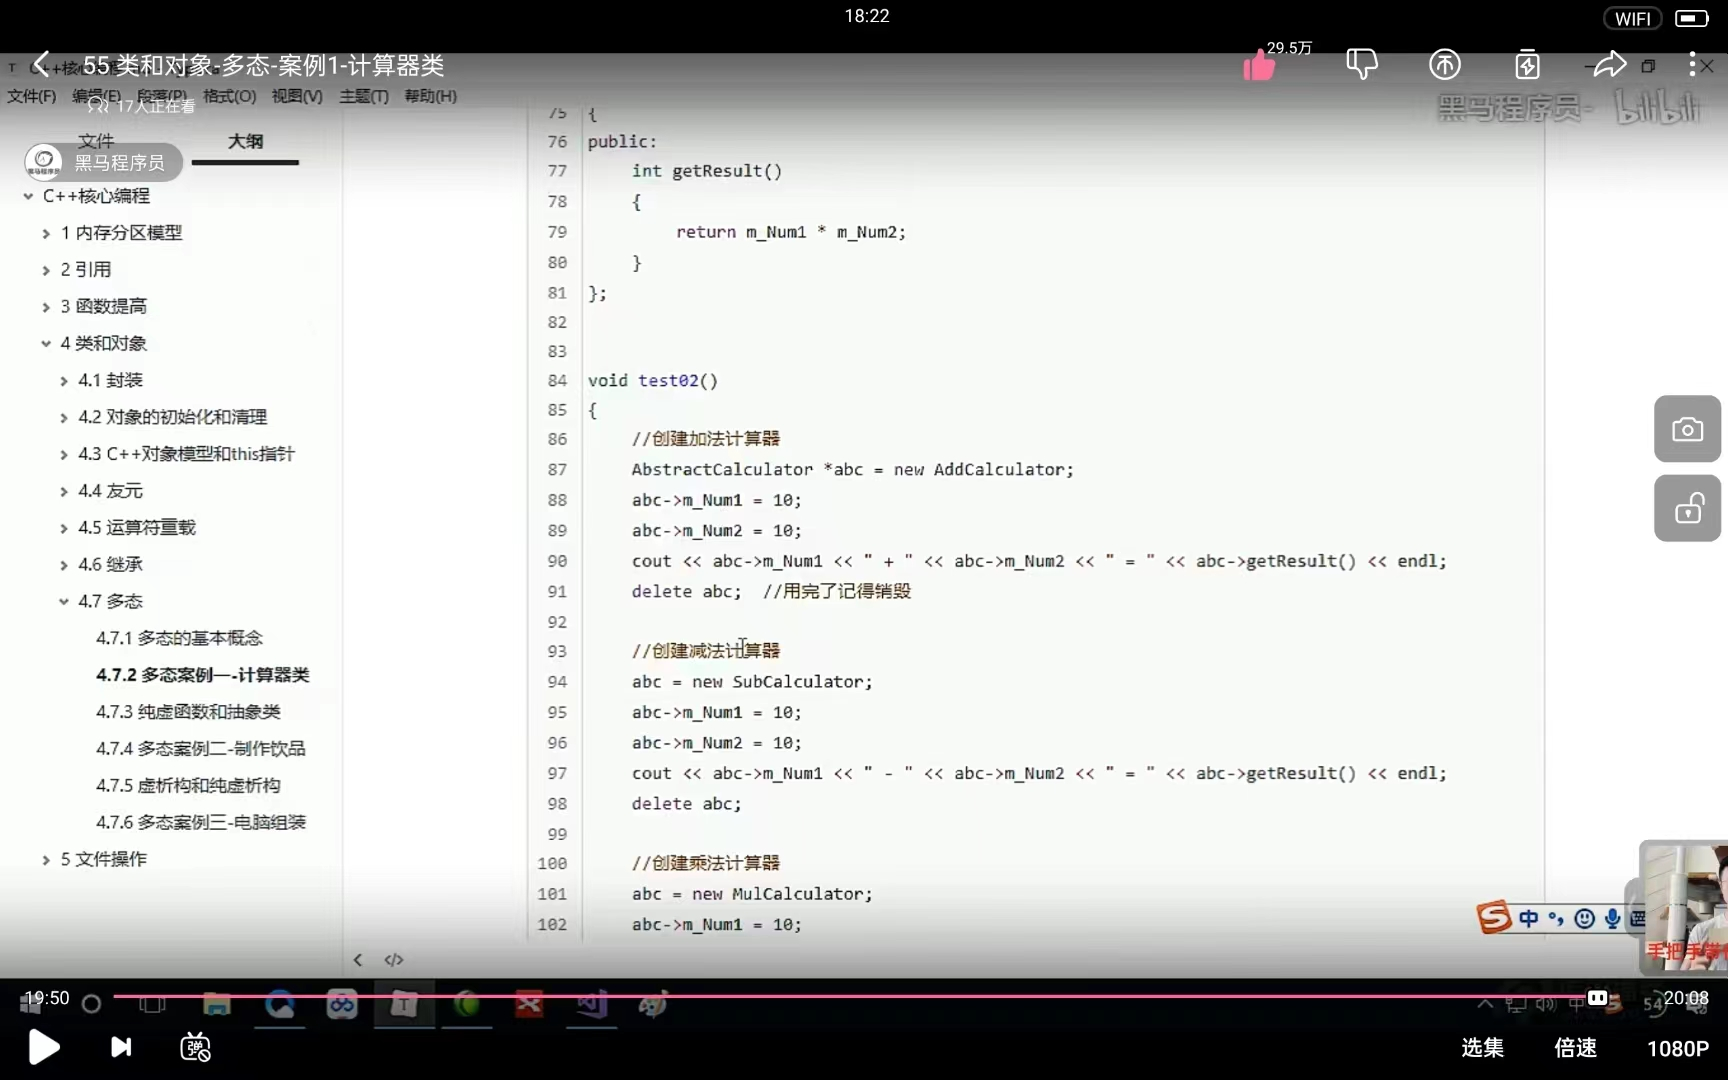 18:22
WIFI
55 类和对象-多态-案例1-计算器类
29.5万
文件(F) 编辑(E) 段落(P) 格式(O) 视图(V) 主题(T) 帮助(H)
17人正在看
黑马程序员- bilibili
文件 大纲
黑马程序员
C++核心编程
1 内存分区模型
2 引用
3 函数提高
4 类和对象
4.1 封装
4.2 对象的初始化和清理
4.3 C++对象模型和this指针
4.4 友元
4.5 运算符重载
4.6 继承
4.7 多态
4.7.1 多态的基本概念
4.7.2 多态案例一-计算器类
4.7.3 纯虚函数和抽象类
4.7.4 多态案例二-制作饮品
4.7.5 虚析构和纯虚析构
4.7.6 多态案例三-电脑组装
5 文件操作
75 {
76 public:
77 int getResult()
78 {
79 return m_Num1 * m_Num2;
80 }
81 };
82
83
84 void test02()
85 {
86 //创建加法计算器
87 AbstractCalculator *abc = new AddCalculator;
88 abc->m_Num1 = 10;
89 abc->m_Num2 = 10;
90 cout << abc->m_Num1 << " + " << abc->m_Num2 << " = " << abc->getResult() << endl;
91 delete abc; //用完了记得销毁
92
93 //创建减法计算器
94 abc = new SubCalculator;
95 abc->m_Num1 = 10;
96 abc->m_Num2 = 10;
97 cout << abc->m_Num1 << " - " << abc->m_Num2 << " = " << abc->getResult() << endl;
98 delete abc;
99
100 //创建乘法计算器
101 abc = new MulCalculator;
102 abc->m_Num1 = 10;
中
手把手
19:50
中
54
20:08
弹
选集 倍速 1080P